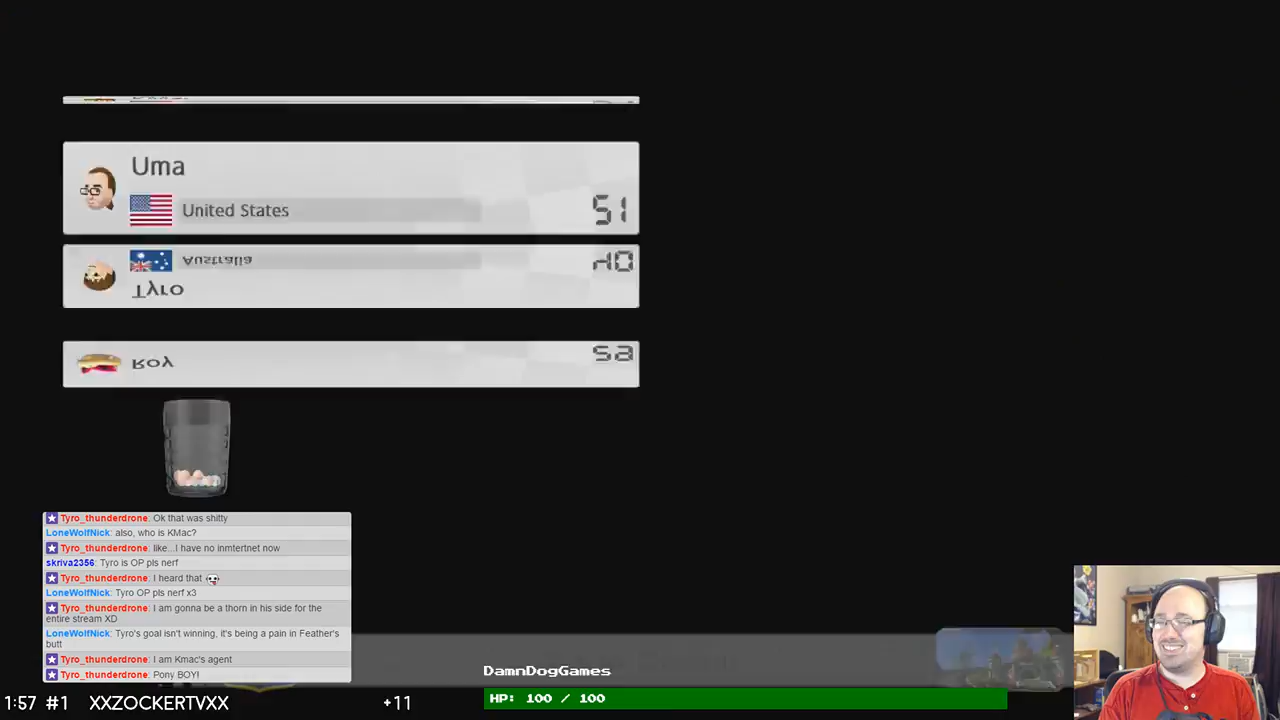 Uma
United States
51
Australia
Tyro
Roy
Tyro_thunderdrone: Ok that was shitty
LoneWolfNick: also, who is KMac?
Tyro_thunderdrone: like...I have no inmtertnet now
skriva2356: Tyro is OP pls nerf
Tyro_thunderdrone: I heard that
LoneWolfNick: Tyro OP pls nerf x3
Tyro_thunderdrone: I am gonna be a thorn in his side for the
entire stream XD
LoneWolfNick: Tyro's goal isn't winning, it's being a pain in Feather's
butt
Tyro_thunderdrone: I am Kmac's agent
Tyro_thunderdrone: Pony BOY!
DamnDogGames
HP: 100 / 100
1:57 #1 XXZOCKERTVXX +11